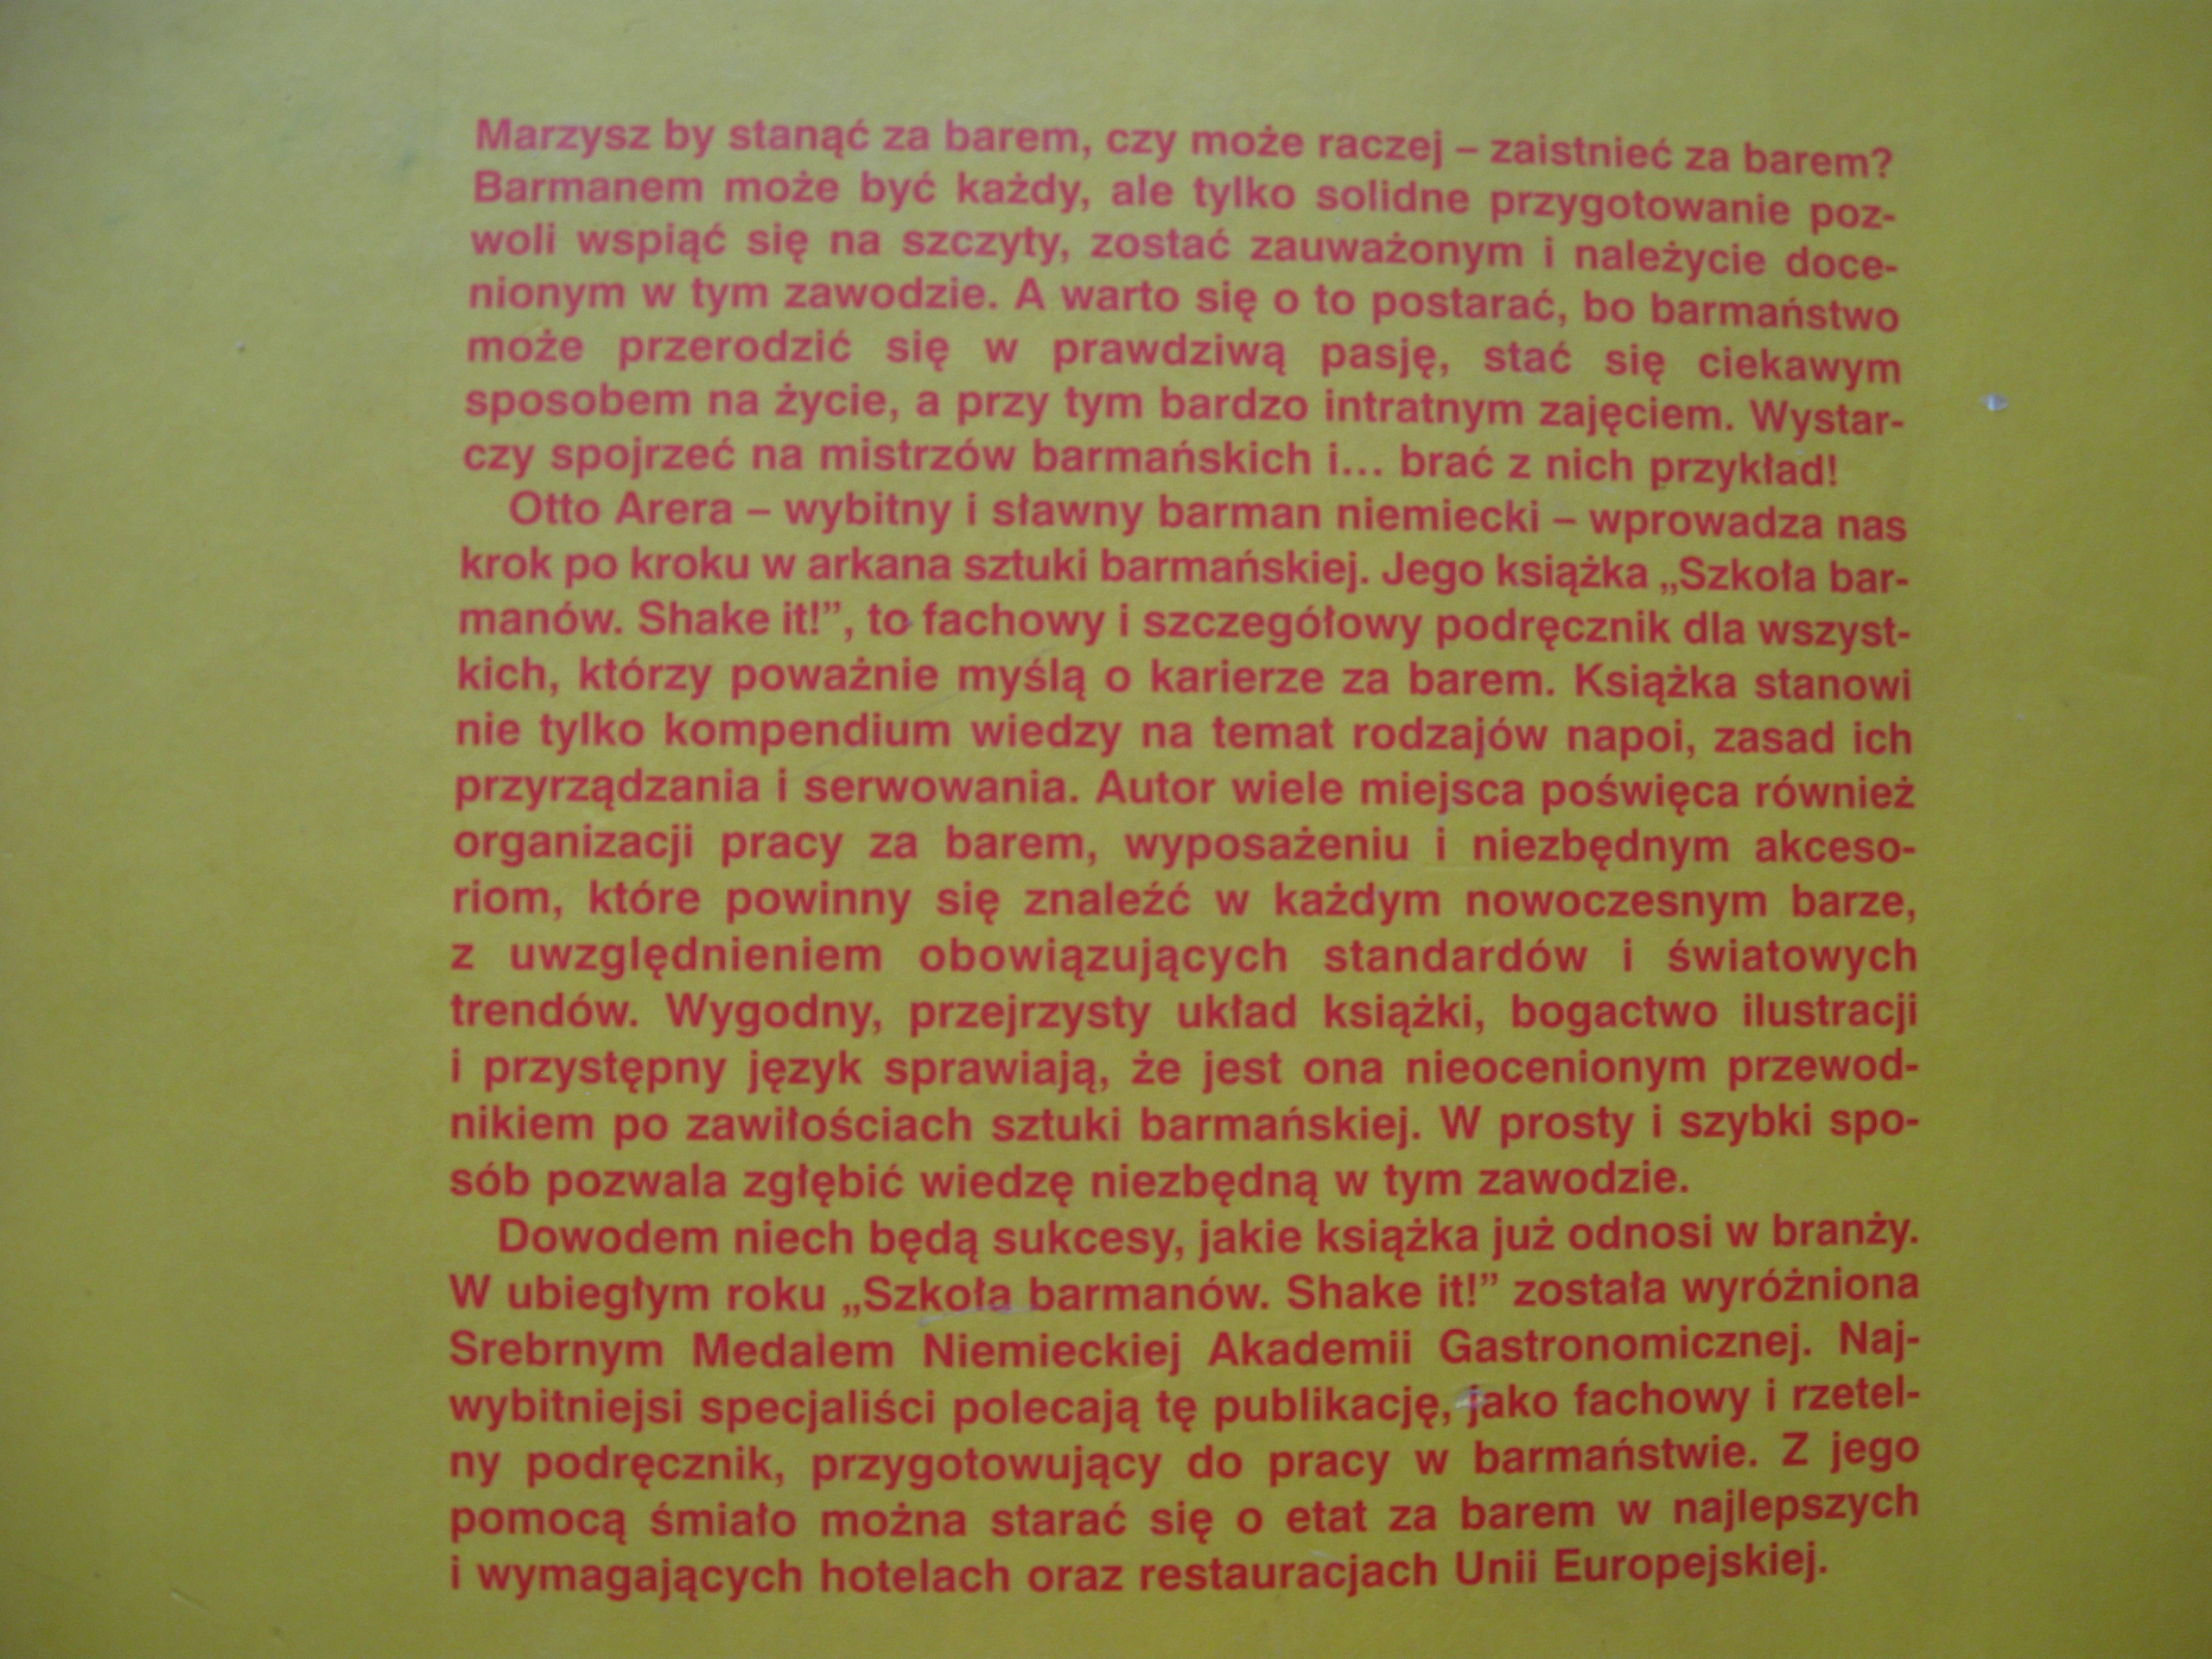 Marzysz by stanąć za barem, czy może raczej – zaistnieć za barem?
Barmanem może być każdy, ale tylko solidne przygotowanie poz-
woli wspiąć się na szczyty, zostać zauważonym i należycie doce-
nionym w tym zawodzie. A warto się o to postarać, bo barmaństwo
może przerodzić się w prawdziwą pasję, stać się ciekawym
sposobem na życie, a przy tym bardzo intratnym zajęciem. Wystar-
czy spojrzeć na mistrzów barmańskich i... brać z nich przykład!
Otto Arera – wybitny i sławny barman niemiecki – wprowadza nas
krok po kroku w arkana sztuki barmańskiej. Jego książka „Szkoła bar-
manów. Shake it!”, to fachowy i szczegółowy podręcznik dla wszyst-
kich, którzy poważnie myślą o karierze za barem. Książka stanowi
nie tylko kompendium wiedzy na temat rodzajów napoi, zasad ich
przyrządzania i serwowania. Autor wiele miejsca poświęca również
organizacji pracy za barem, wyposażeniu i niezbędnym akceso-
riom, które powinny się znaleźć w każdym nowoczesnym barze,
z uwzględnieniem obowiązujących standardów i światowych
trendów. Wygodny, przejrzysty układ książki, bogactwo ilustracji
i przystępny język sprawiają, że jest ona nieocenionym przewod-
nikiem po zawiłościach sztuki barmańskiej. W prosty i szybki spo-
sób pozwala zgłębić wiedzę niezbędną w tym zawodzie.
Dowodem niech będą sukcesy, jakie książka już odnosi w branży.
W ubiegłym roku „Szkoła barmanów. Shake it!” została wyróżniona
Srebrnym Medalem Niemieckiej Akademii Gastronomicznej. Naj-
wybitniejsi specjaliści polecają tę publikację, jako fachowy i rzetel-
ny podręcznik, przygotowujący do pracy w barmaństwie. Z jego
pomocą śmiało można starać się o etat za barem w najlepszych
i wymagających hotelach oraz restauracjach Unii Europejskiej.